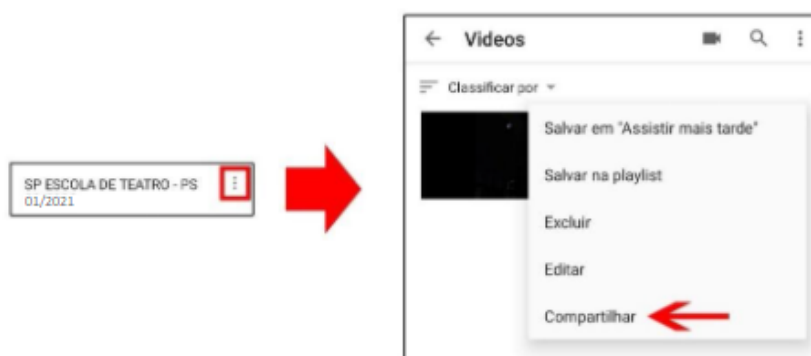 SP ESCOLA DE TEATRO - PS
01/2021
Videos
Classificar por
Salvar em "Assistir mais tarde"
Salvar na playlist
Excluir
Editar
Compartilhar